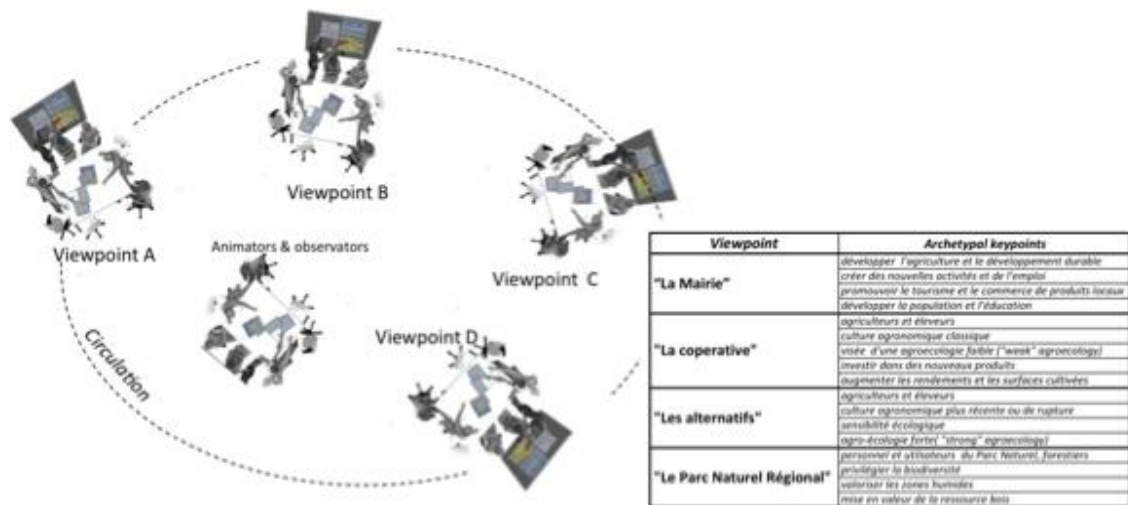 Viewpoint B
Viewpoint A
Animators & observators
Viewpoint C
Viewpoint D
Circulation
Viewpoint Archetypal keypoints
"La Mairie"
développer l'agriculture et le développement durable
créer des nouvelles activités et de l'emploi
promouvoir le tourisme et le commerce de produits locaux
développer la population et l'éducation
"La coperative"
agriculteurs et éleveurs
culture agronomique classique
visée d'une agroecologie faible ("weak" agroecology)
investir dans des nouveaux produits
augmenter les rendements et les surfaces cultivées
"Les alternatifs"
agriculteurs et éleveurs
culture agronomique plus récente ou de rupture
sensibilité écologique
agro-écologie forte( "strong" agroecology)
"Le Parc Naturel Régional"
personnel et utilisateurs du Parc Naturel, forestiers
privilégier la biodiversité
valoriser les zones humides
mise en valeur de la ressource bois